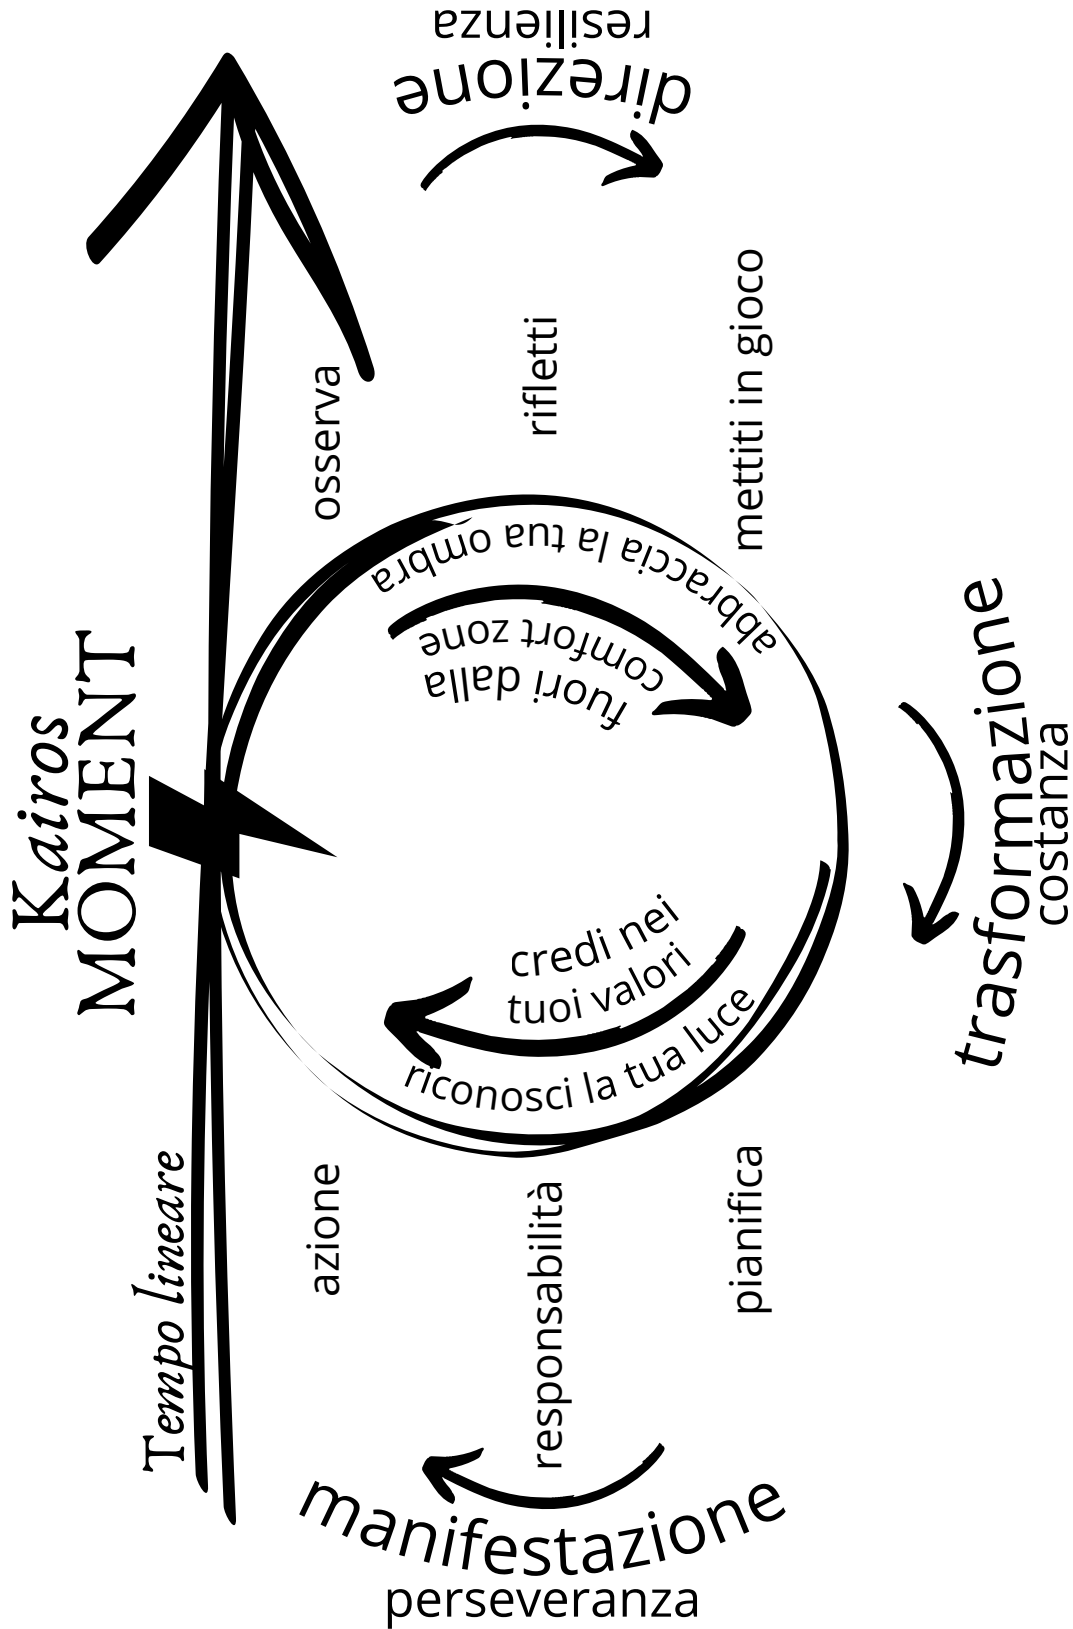 Kairos
MOMENT
Tempo lineare
osserva
rifletti
mettiti in gioco
abbraccia la tua ombra
fuori dalla
comfort zone
direzione
resilienza
trasformazione
costanza
credi nei
tuoi valori
riconosci la tua luce
pianifica
responsabilità
azione
manifestazione
perseveranza